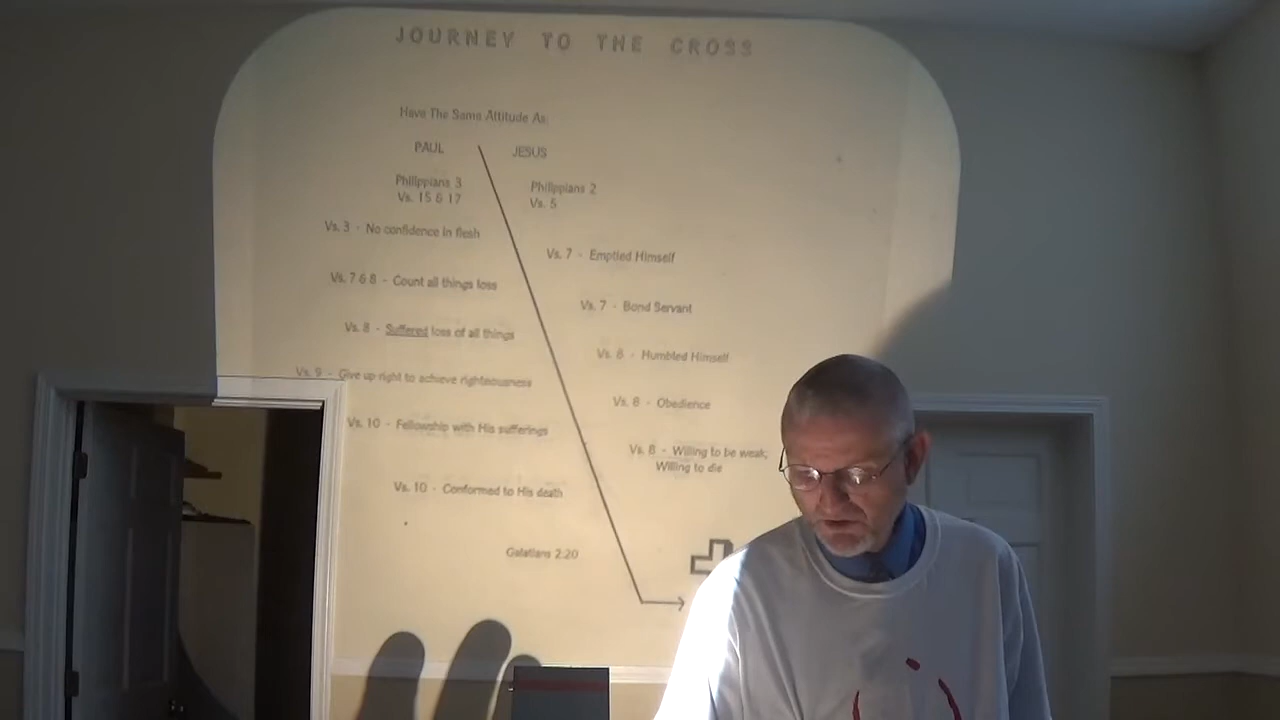 JOURNEY TO THE CROSS
Have The Same Attitude As:
PAUL
JESUS
Philippians 3
Vs. 15 & 17
Philippians 2
Vs. 5
Vs. 3 - No confidence in flesh
Vs. 7 - Emptied Himself
Vs. 7 & 8 - Count all things loss
Vs. 7 - Bond Servant
Vs. 8 - Suffered loss of all things
Vs. 8 - Humbled Himself
Vs. 9 - Give up right to achieve righteousness
Vs. 8 - Obedience
Vs. 10 - Fellowship with His sufferings
Vs. 8 - Willing to be weak;
Willing to die
Vs. 10 - Conformed to His death
Galatians 2:20